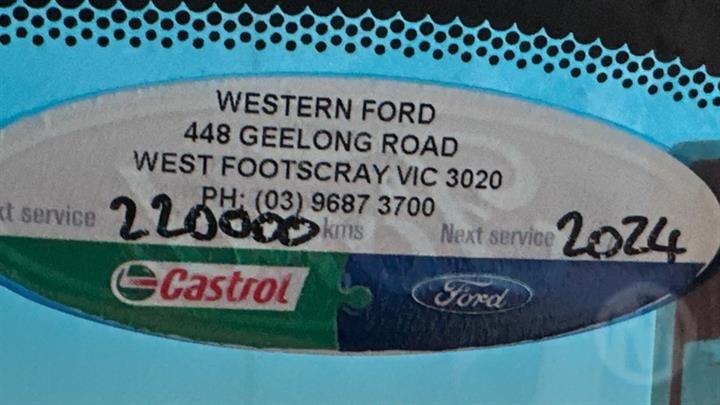 WESTERN FORD
448 GEELONG ROAD
WEST FOOTSCRAY VIC 3020
PH: (03) 9687 3700
xt service 220000 kms Next service 2024
Castrol Ford